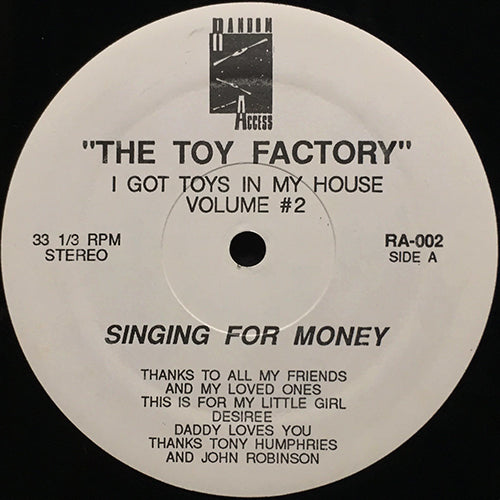 RANDOM
ACCESS
"THE TOY FACTORY"
I GOT TOYS IN MY HOUSE
VOLUME #2
33 1/3 RPM
STEREO
RA-002
SIDE A
SINGING FOR MONEY
THANKS TO ALL MY FRIENDS
AND MY LOVED ONES
THIS IS FOR MY LITTLE GIRL
DESIREE
DADDY LOVES YOU
THANKS TONY HUMPHRIES
AND JOHN ROBINSON